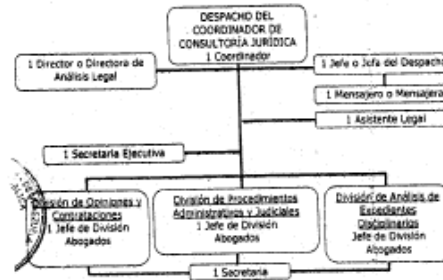 DESPACHO DEL
COORDINADOR DE
CONSULTORÍA JURÍDICA
1 Coordinador
1 Director o Directora de
Análisis Legal
1 Jefe o Jefa del Despacho
1 Mensajero o Mensajera
1 Asistente Legal
1 Secretaria Ejecutiva
División de Opiniones y
Contrataciones
1 Jefe de División
Abogados
División de Procedimientos
Administrativos y Judiciales
1 Jefe de División
Abogados
División de Análisis de
Expedientes
Disciplinarios
Jefe de División
Abogados
1 Secretaria